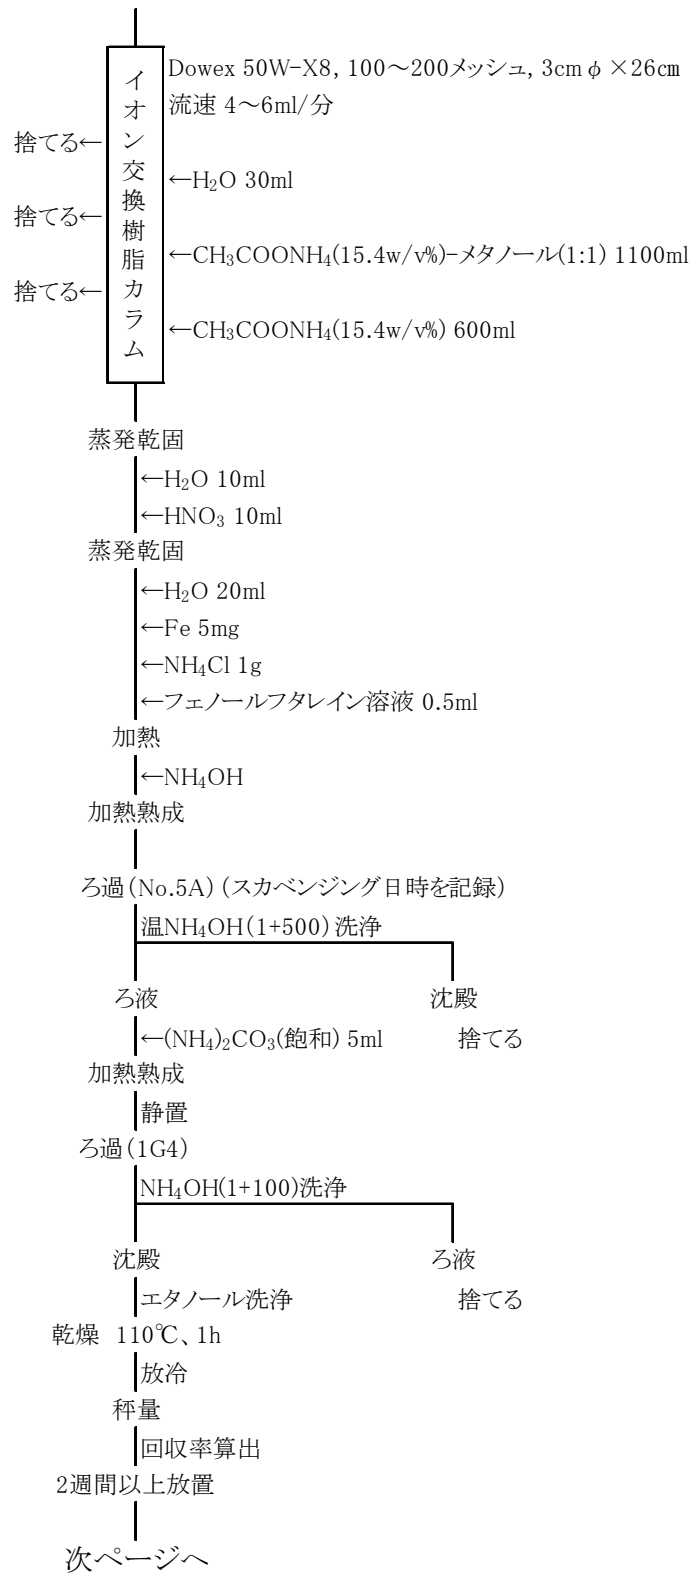 Dowex 50W-X8, 100～200メッシュ, 3cmφ×26㎝
流速 4～6ml/分
イオン交換樹脂カラム
捨てる←
←H₂O 30ml
捨てる←
←CH₃COONH₄(15.4w/v%)-メタノール(1:1) 1100ml
捨てる←
←CH₃COONH₄(15.4w/v%) 600ml
蒸発乾固
←H₂O 10ml
←HNO₃ 10ml
蒸発乾固
←H₂O 20ml
←Fe 5mg
←NH₄Cl 1g
←フェノールフタレイン溶液 0.5ml
加熱
←NH₄OH
加熱熟成
ろ過(No.5A) (スカベンジング日時を記録)
温NH₄OH(1+500)洗浄
ろ液 沈殿
←(NH₄)₂CO₃(飽和) 5ml 捨てる
加熱熟成
静置
ろ過(1G4)
NH₄OH(1+100)洗浄
沈殿 ろ液
エタノール洗浄 捨てる
乾燥 110℃、1h
放冷
秤量
回収率算出
2週間以上放置
次ページへ